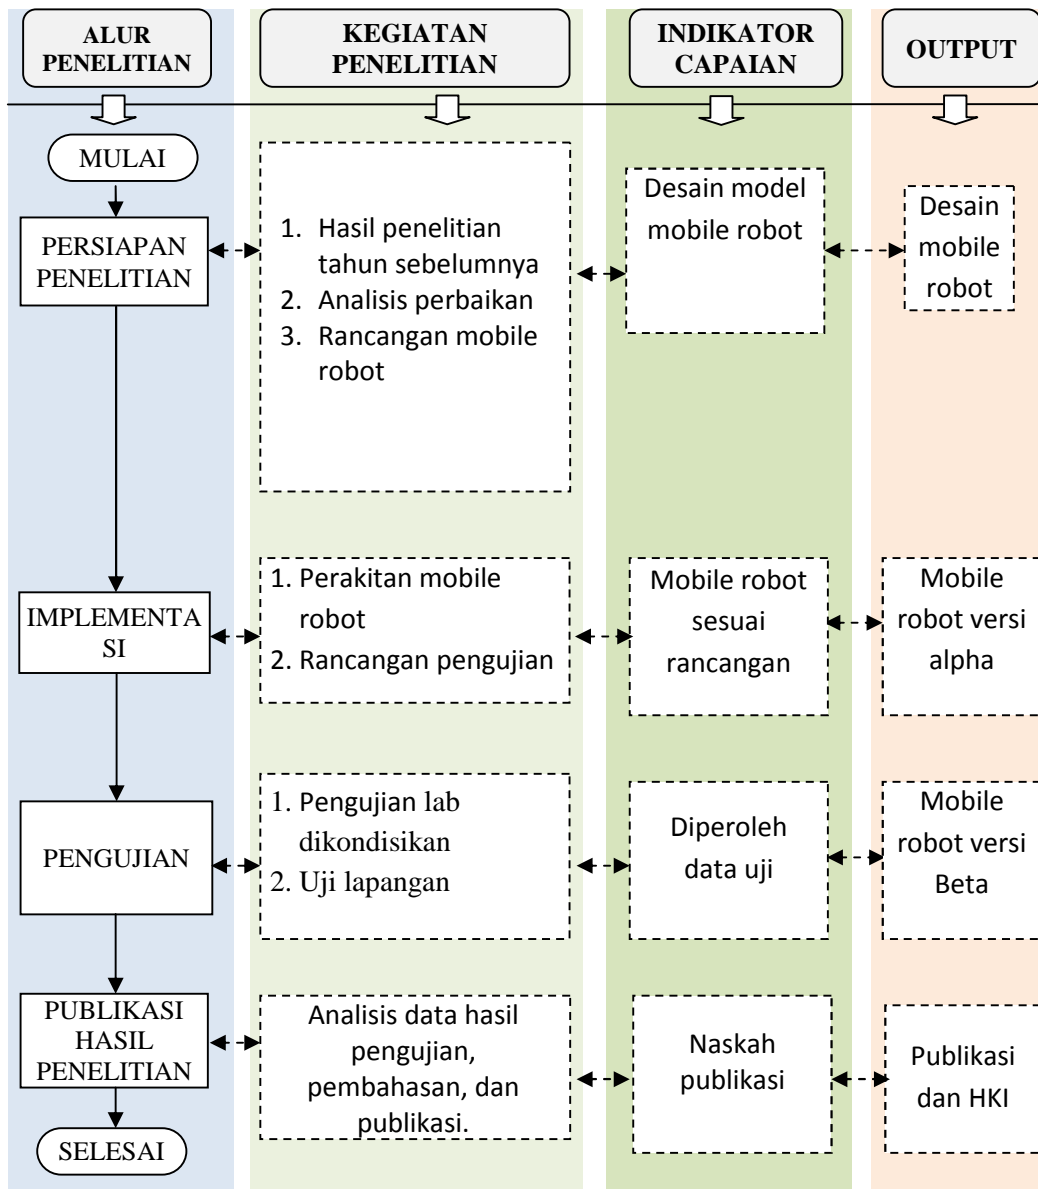 ALUR
PENELITIAN
KEGIATAN
PENELITIAN
INDIKATOR
CAPAIAN
OUTPUT
MULAI
PERSIAPAN
PENELITIAN
1. Hasil penelitian
tahun sebelumnya
2. Analisis perbaikan
3. Rancangan mobile
robot
Desain model
mobile robot
Desain
mobile
robot
IMPLEMENTA
SI
1. Perakitan mobile
robot
2. Rancangan pengujian
Mobile robot
sesuai
rancangan
Mobile
robot versi
alpha
PENGUJIAN
1. Pengujian lab
dikondisikan
2. Uji lapangan
Diperoleh
data uji
Mobile
robot versi
Beta
PUBLIKASI
HASIL
PENELITIAN
Analisis data hasil
pengujian,
pembahasan, dan
publikasi.
Naskah
publikasi
Publikasi
dan HKI
SELESAI